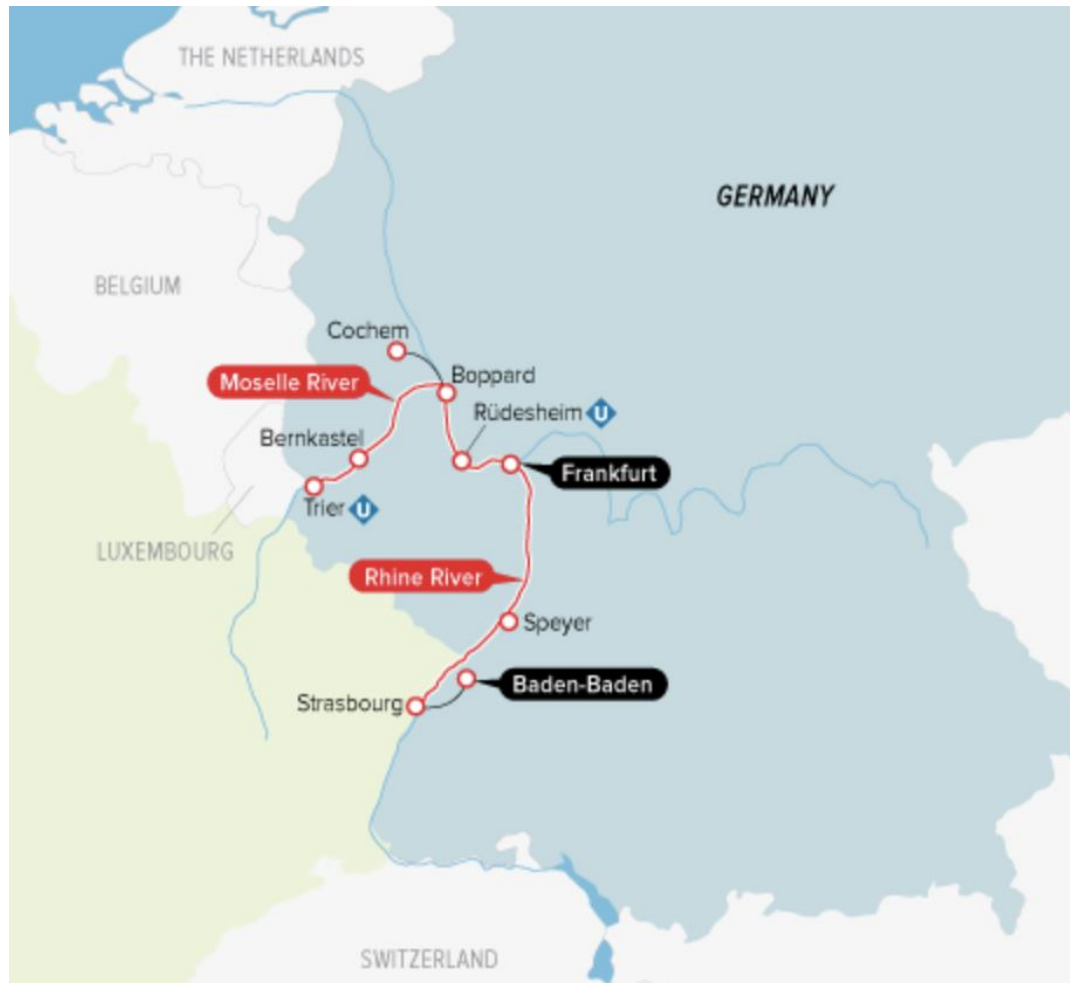 THE NETHERLANDS
GERMANY
BELGIUM
Cochem
Moselle River
Boppard
Rüdesheim U
Bernkastel
Frankfurt
Trier U
LUXEMBOURG
Rhine River
Speyer
Baden-Baden
Strasbourg
SWITZERLAND